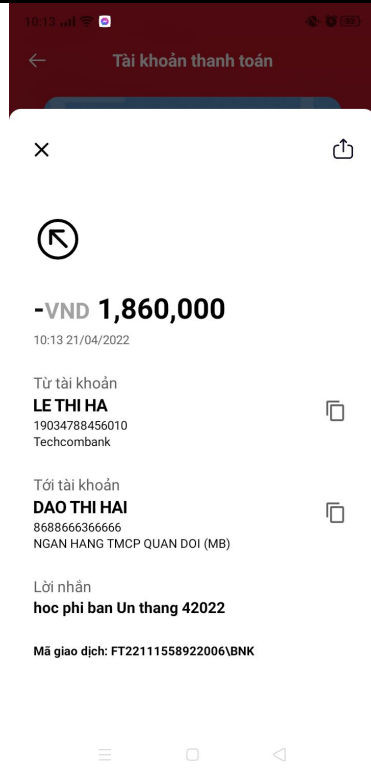 10:13
Tài khoản thanh toán
-VND 1,860,000
10:13 21/04/2022
Từ tài khoản
LE THI HA
19034788456010
Techcombank
Tới tài khoản
DAO THI HAI
8688666366666
NGAN HANG TMCP QUAN DOI (MB)
Lời nhắn
hoc phi ban Un thang 42022
Mã giao dịch: FT22111558922006\BNK